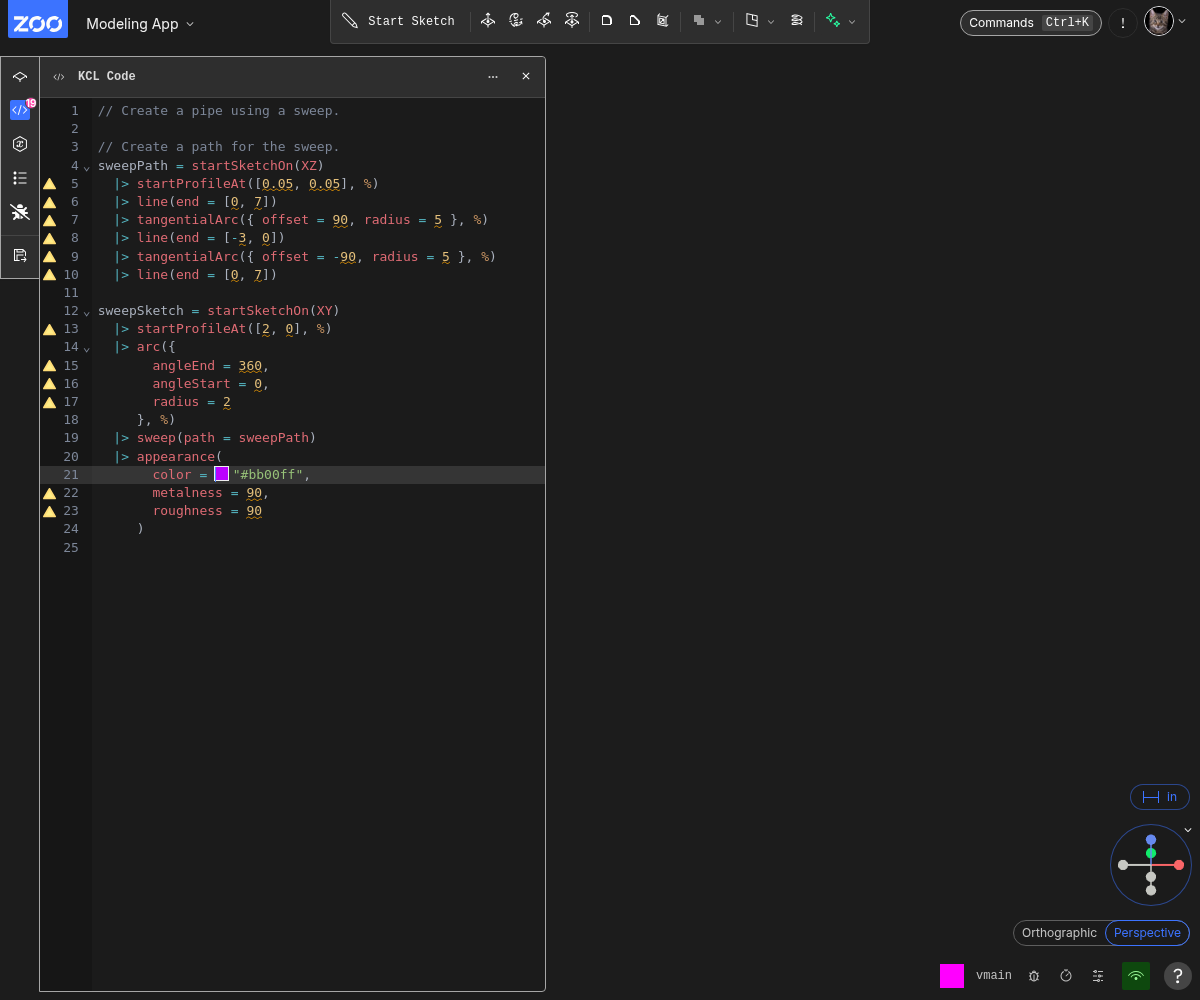 ZOO
Modeling App
Start Sketch
Commands Ctrl+K
!
KCL Code
19
1 // Create a pipe using a sweep.
2
3 // Create a path for the sweep.
4 sweepPath = startSketchOn(XZ)
5   |> startProfileAt([0.05, 0.05], %)
6   |> line(end = [0, 7])
7   |> tangentialArc({ offset = 90, radius = 5 }, %)
8   |> line(end = [-3, 0])
9   |> tangentialArc({ offset = -90, radius = 5 }, %)
10   |> line(end = [0, 7])
11
12 sweepSketch = startSketchOn(XY)
13   |> startProfileAt([2, 0], %)
14   |> arc({
15        angleEnd = 360,
16        angleStart = 0,
17        radius = 2
18      }, %)
19   |> sweep(path = sweepPath)
20   |> appearance(
21        color = "#bb00ff",
22        metalness = 90,
23        roughness = 90
24      )
25
in
Orthographic Perspective
vmain
?